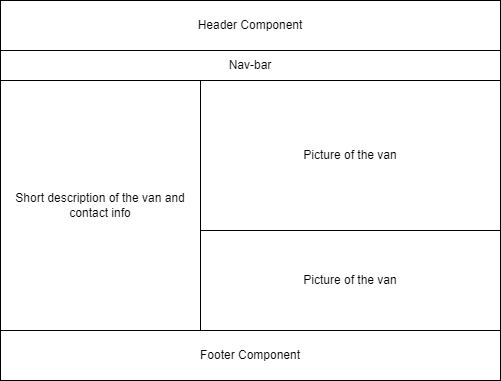 Header Component
Nav-bar
Short description of the van and
contact info
Picture of the van
Picture of the van
Footer Component